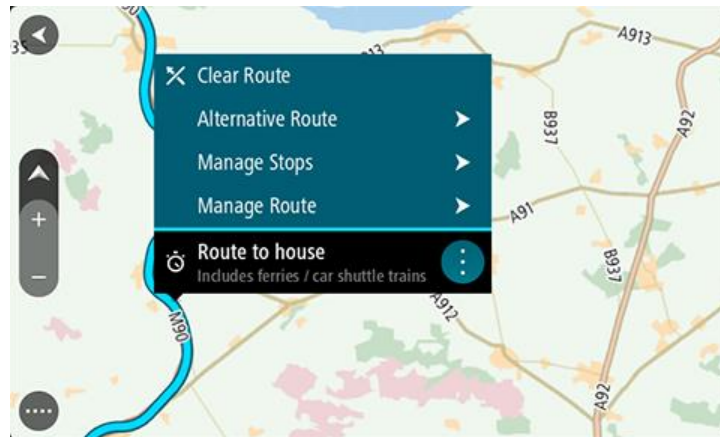 A913
Clear Route
Alternative Route
Manage Stops
Manage Route
Route to house
Includes ferries / car shuttle trains
B937
A92
A91
B937
A912
M90
A92